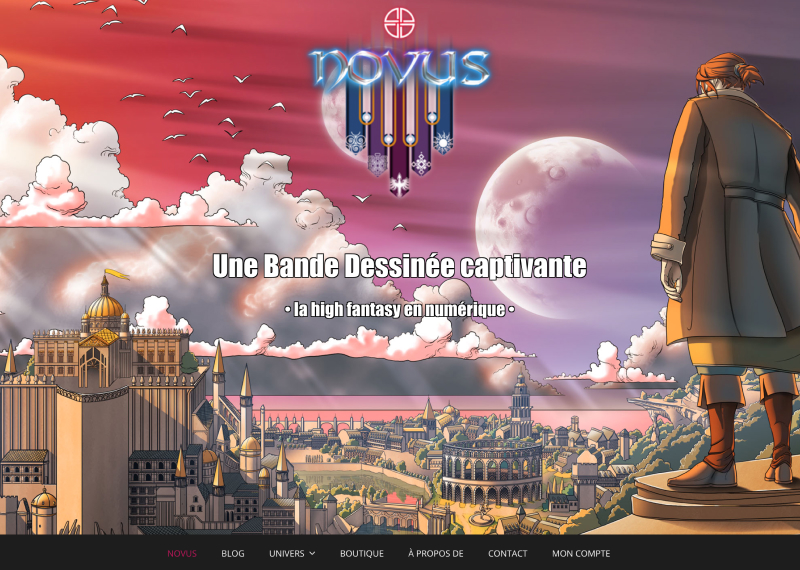 NOVUS
Une Bande Dessinée captivante
• la high fantasy en numérique •
NOVUS BLOG UNIVERS BOUTIQUE À PROPOS DE CONTACT MON COMPTE